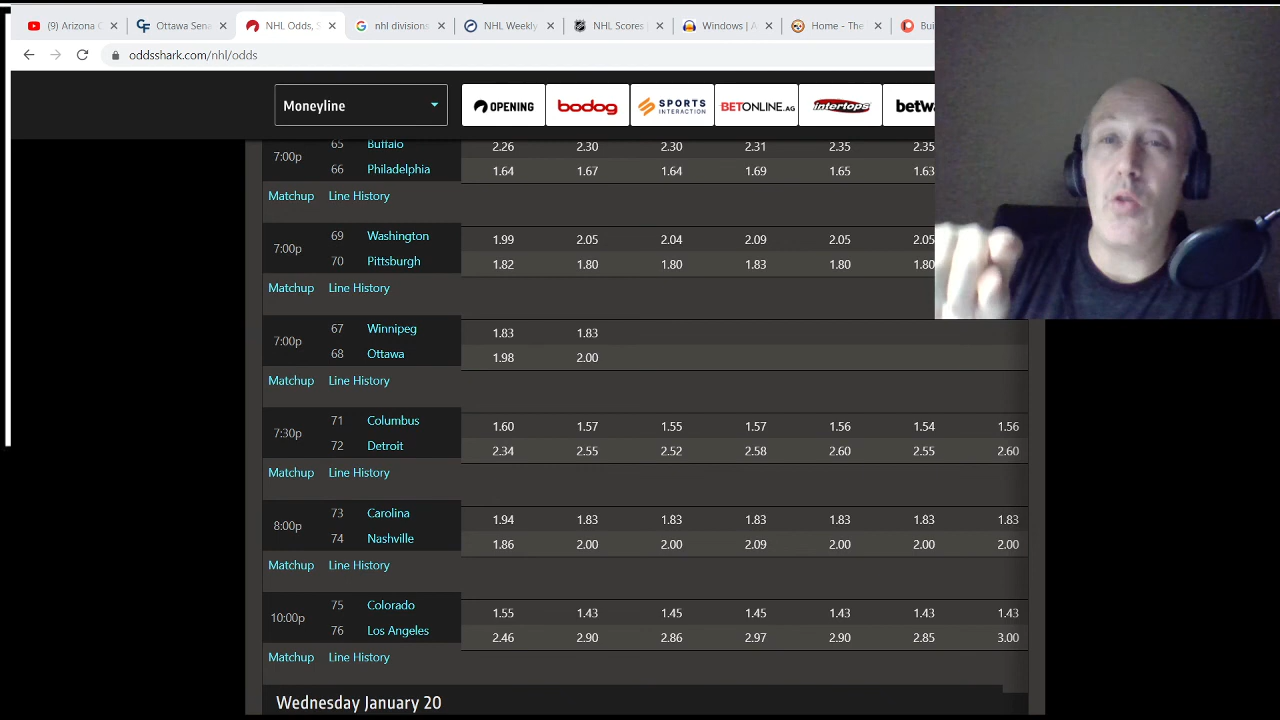 (9) Arizona C
Ottawa Sena
NHL Odds, S
nhl divisions
NHL Weekly
NHL Scores
Windows | A
Home - The
Bui
oddsshark.com/nhl/odds
Moneyline
OPENING
bodog
SPORTS INTERACTION
BETONLINE.AG
intertops
betwa
7:00p
65 Buffalo 2.26 2.30 2.30 2.31 2.35 2.35
66 Philadelphia 1.64 1.67 1.64 1.69 1.65 1.63
Matchup Line History
7:00p
69 Washington 1.99 2.05 2.04 2.09 2.05 2.05
70 Pittsburgh 1.82 1.80 1.80 1.83 1.80 1.80
Matchup Line History
7:00p
67 Winnipeg 1.83 1.83
68 Ottawa 1.98 2.00
Matchup Line History
7:30p
71 Columbus 1.60 1.57 1.55 1.57 1.56 1.54 1.56
72 Detroit 2.34 2.55 2.52 2.58 2.60 2.55 2.60
Matchup Line History
8:00p
73 Carolina 1.94 1.83 1.83 1.83 1.83 1.83 1.83
74 Nashville 1.86 2.00 2.00 2.09 2.00 2.00 2.00
Matchup Line History
10:00p
75 Colorado 1.55 1.43 1.45 1.45 1.43 1.43 1.43
76 Los Angeles 2.46 2.90 2.86 2.97 2.90 2.85 3.00
Matchup Line History
Wednesday January 20